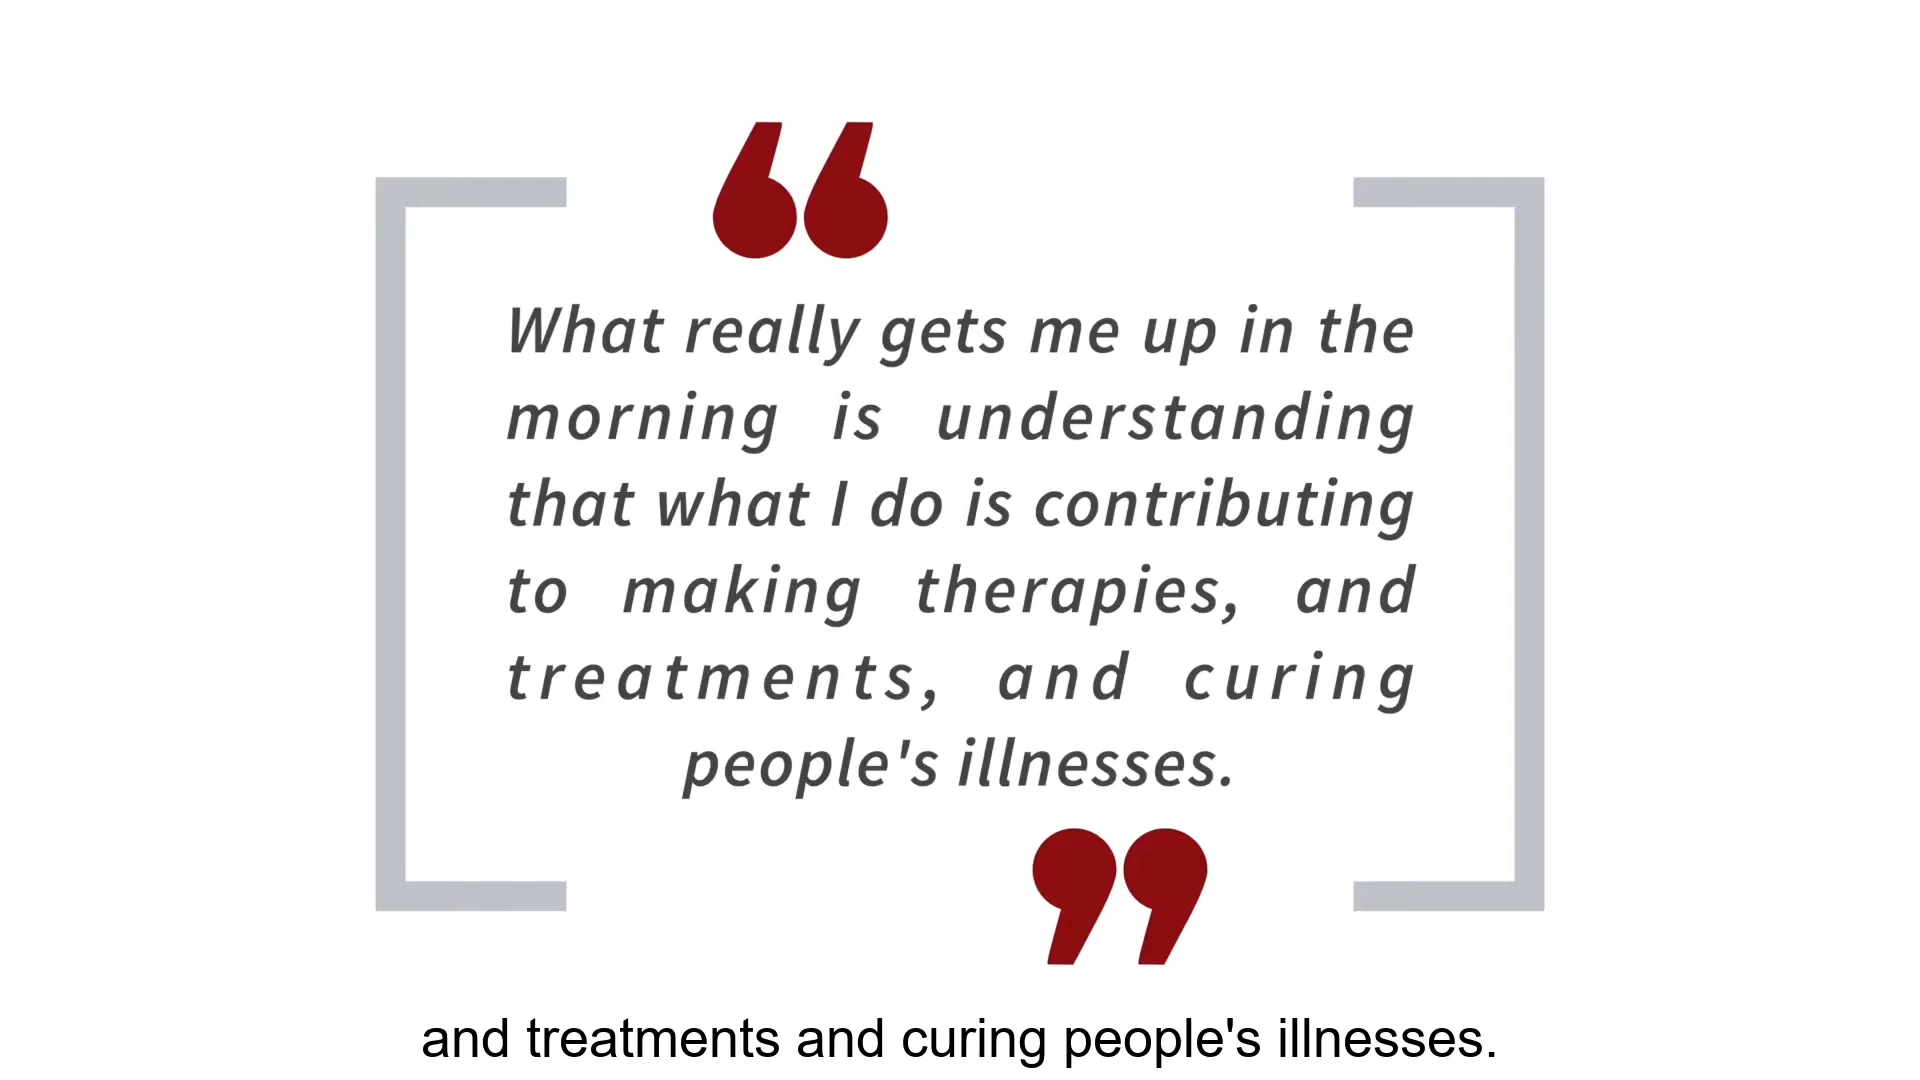 “
What really gets me up in the
morning is understanding
that what I do is contributing
to making therapies, and
treatments, and curing
people's illnesses.
”
and treatments and curing people's illnesses.